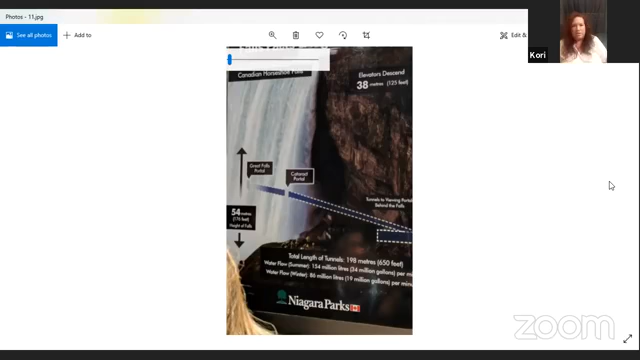 Photos - 11.jpg
See all photos
Add to
Edit &
Kori
Canadian Horseshoe Falls
Elevators Descend
38 metres (125 feet)
Great Falls
Portal
Cataract
Portal
Tunnels to Viewing Portals
Behind the Falls
54 metres
(175 feet)
Height of Falls
Total Length of Tunnels: 198 metres (650 feet)
Water Flow (Summer): 154 million litres (34 million gallons) per
Water Flow (Winter): 86 million litres (19 million gallons) per
Niagara Parks
zoom